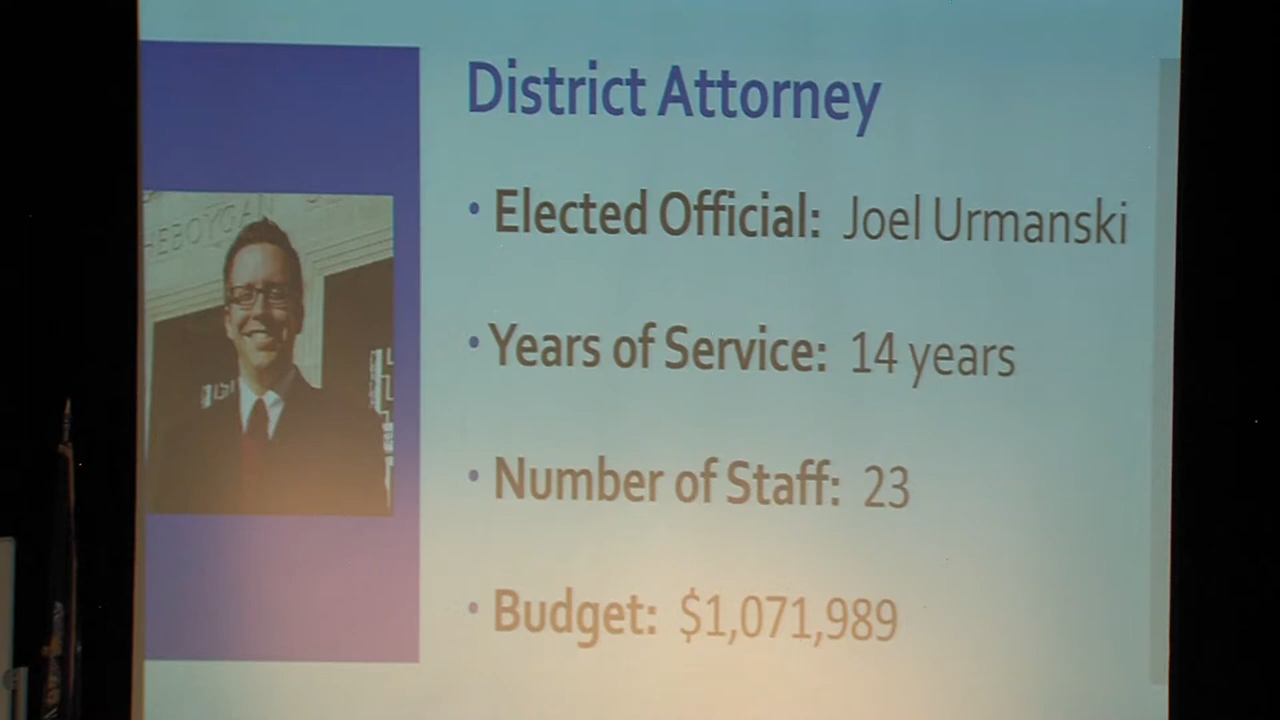 District Attorney
• Elected Official: Joel Urmanski
• Years of Service: 14 years
• Number of Staff: 23
• Budget: $1,071,989